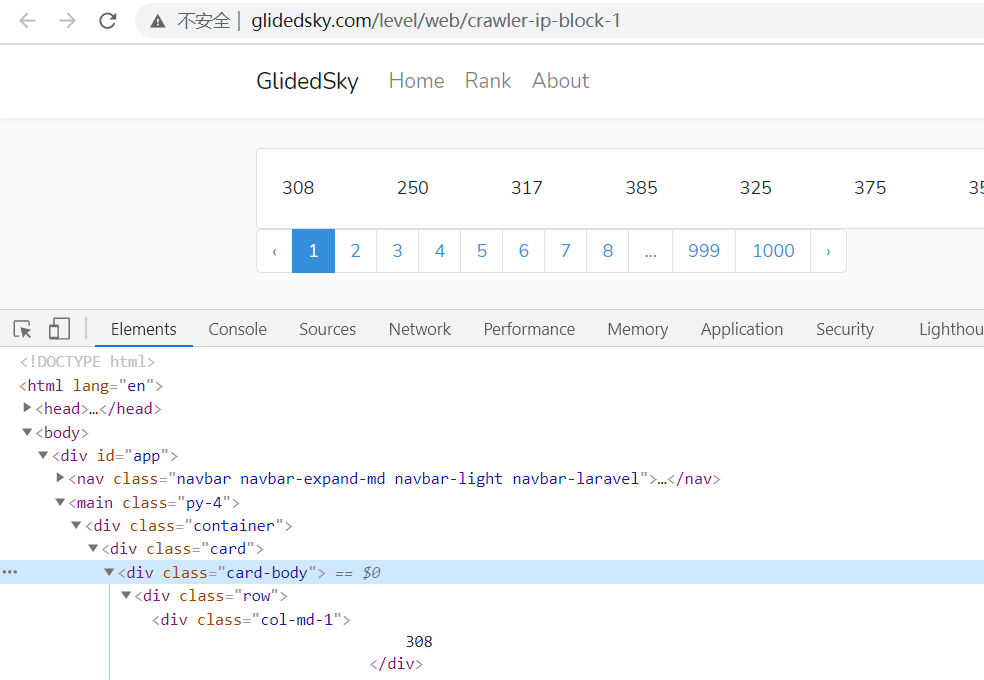 不安全 | glidedsky.com/level/web/crawler-ip-block-1
GlidedSky Home Rank About
308 250 317 385 325 375 35
‹ 1 2 3 4 5 6 7 8 ... 999 1000 ›
Elements Console Sources Network Performance Memory Application Security Lighthou
<!DOCTYPE html>
<html lang="en">
<head>…</head>
<body>
<div id="app">
<nav class="navbar navbar-expand-md navbar-light navbar-laravel">…</nav>
<main class="py-4">
<div class="container">
<div class="card">
<div class="card-body"> == $0
<div class="row">
<div class="col-md-1">
308
</div>